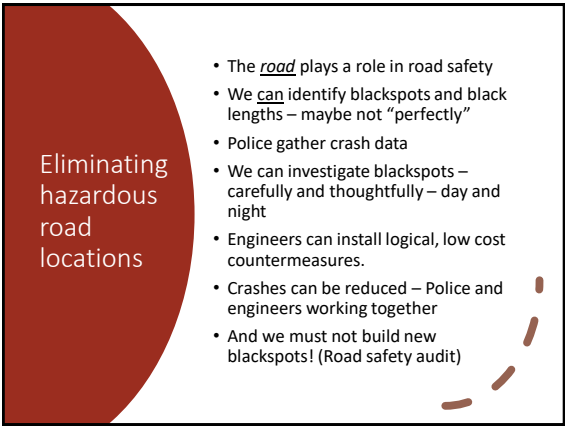 Eliminating
hazardous
road
locations
• The road plays a role in road safety
• We can identify blackspots and black
lengths – maybe not “perfectly”
• Police gather crash data
• We can investigate blackspots –
carefully and thoughtfully – day and
night
• Engineers can install logical, low cost
countermeasures.
• Crashes can be reduced – Police and
engineers working together
• And we must not build new
blackspots! (Road safety audit)